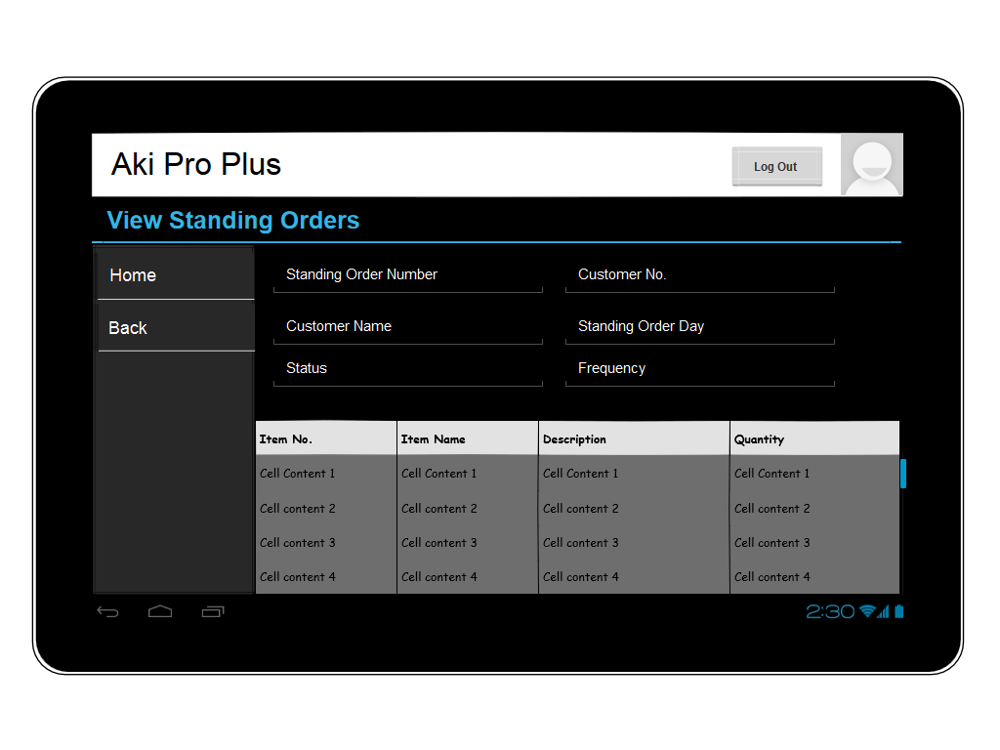 Aki Pro Plus
Log Out
View Standing Orders
Home
Back
Standing Order Number
Customer No.
Customer Name
Standing Order Day
Status
Frequency
Item No. Item Name Description Quantity
Cell Content 1 Cell Content 1 Cell Content 1 Cell Content 1
Cell content 2 Cell content 2 Cell content 2 Cell content 2
Cell content 3 Cell content 3 Cell content 3 Cell content 3
Cell content 4 Cell content 4 Cell content 4 Cell content 4
2:30